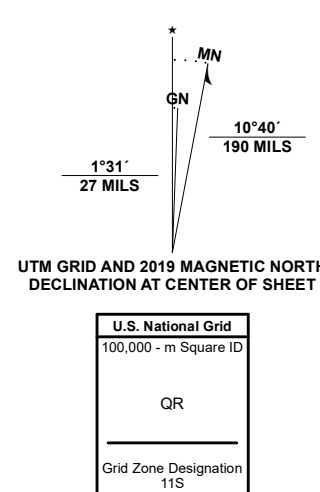 ★
MN
GN
10°40´
190 MILS
1°31´
27 MILS
UTM GRID AND 2019 MAGNETIC NORTH
DECLINATION AT CENTER OF SHEET
U.S. National Grid
100,000 - m Square ID
QR
Grid Zone Designation
11S